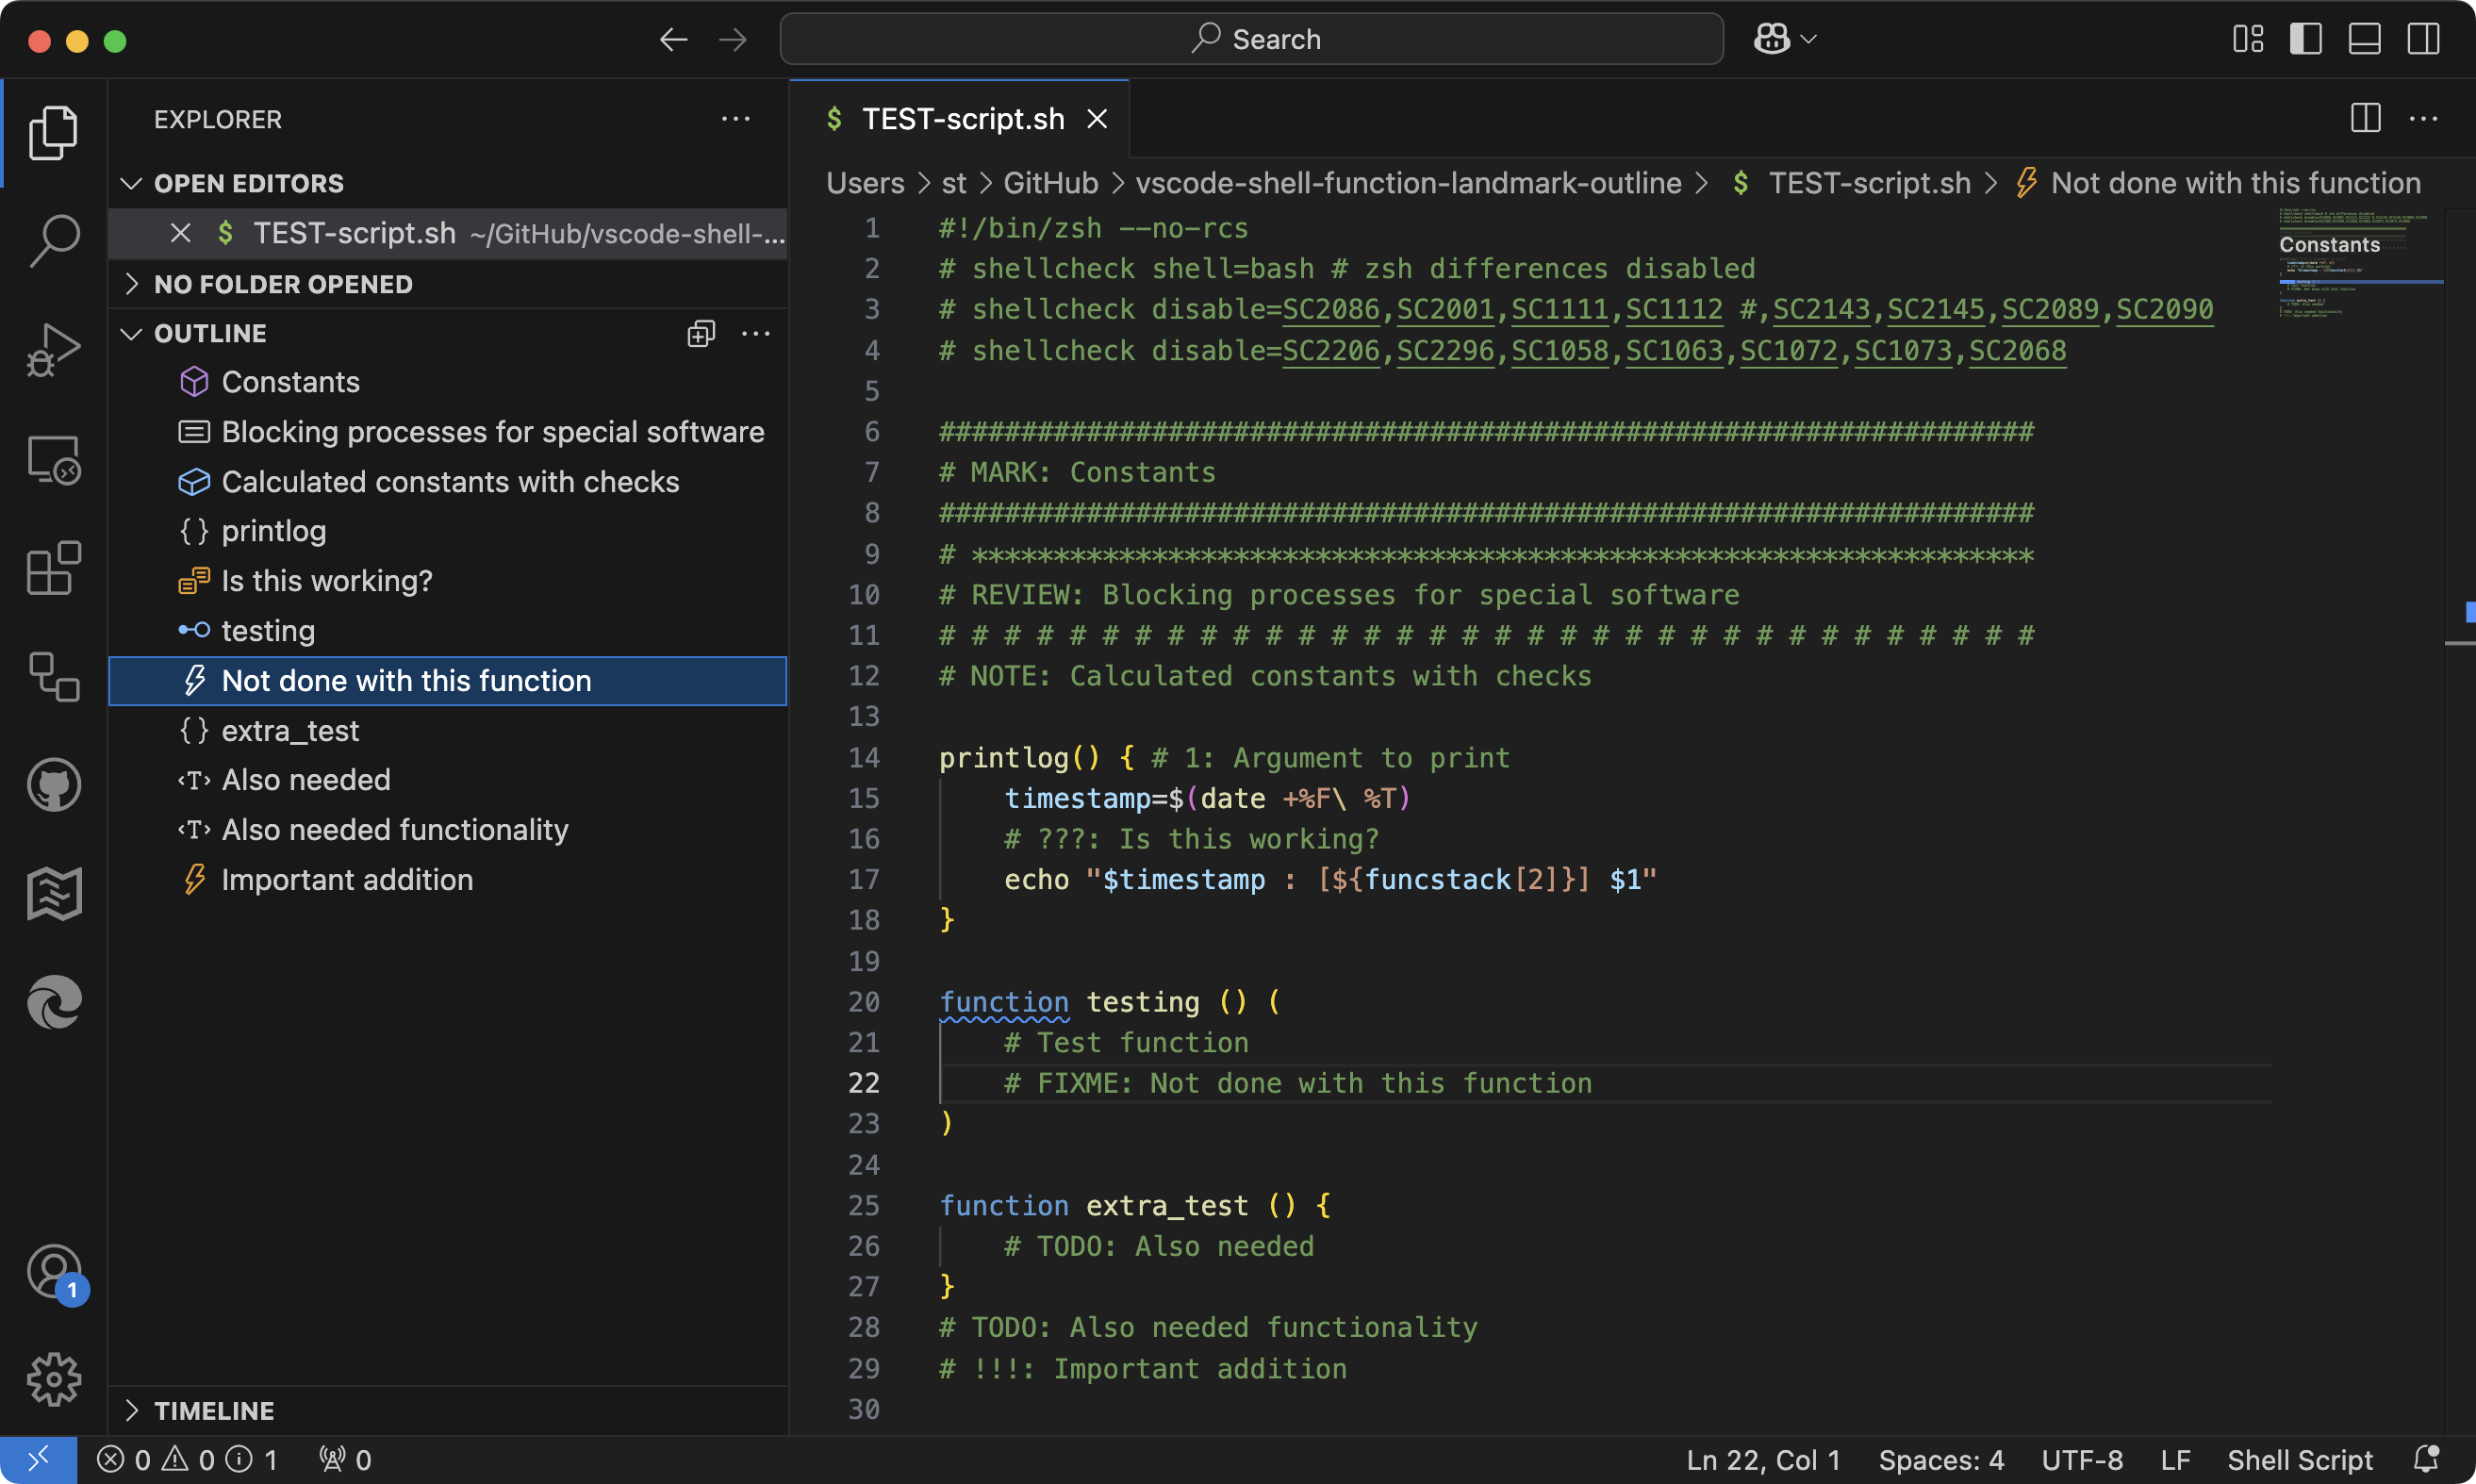 Search
EXPLORER
OPEN EDITORS
$ TEST-script.sh ~/GitHub/vscode-shell-...
NO FOLDER OPENED
OUTLINE
Constants
Blocking processes for special software
Calculated constants with checks
{} printlog
Is this working?
testing
Not done with this function
{} extra_test
<T> Also needed
<T> Also needed functionality
Important addition
TIMELINE
1
$ TEST-script.sh
Users > st > GitHub > vscode-shell-function-landmark-outline > $ TEST-script.sh > Not done with this function
1 #!/bin/zsh --no-rcs
2 # shellcheck shell=bash # zsh differences disabled
3 # shellcheck disable=SC2086,SC2001,SC1111,SC1112 #,SC2143,SC2145,SC2089,SC2090
4 # shellcheck disable=SC2206,SC2296,SC1058,SC1063,SC1072,SC1073,SC2068
5
6 ###################################################################
7 # MARK: Constants
8 ###################################################################
9 # *****************************************************************
10 # REVIEW: Blocking processes for special software
11 # # # # # # # # # # # # # # # # # # # # # # # # # # # # # # # # # #
12 # NOTE: Calculated constants with checks
13
14 printlog() { # 1: Argument to print
15 timestamp=$(date +%F\ %T)
16 # ???: Is this working?
17 echo "$timestamp : [${funcstack[2]}] $1"
18 }
19
20 function testing () (
21 # Test function
22 # FIXME: Not done with this function
23 )
24
25 function extra_test () {
26 # TODO: Also needed
27 }
28 # TODO: Also needed functionality
29 # !!!: Important addition
30
Constants
0 0 1 0
Ln 22, Col 1 Spaces: 4 UTF-8 LF Shell Script